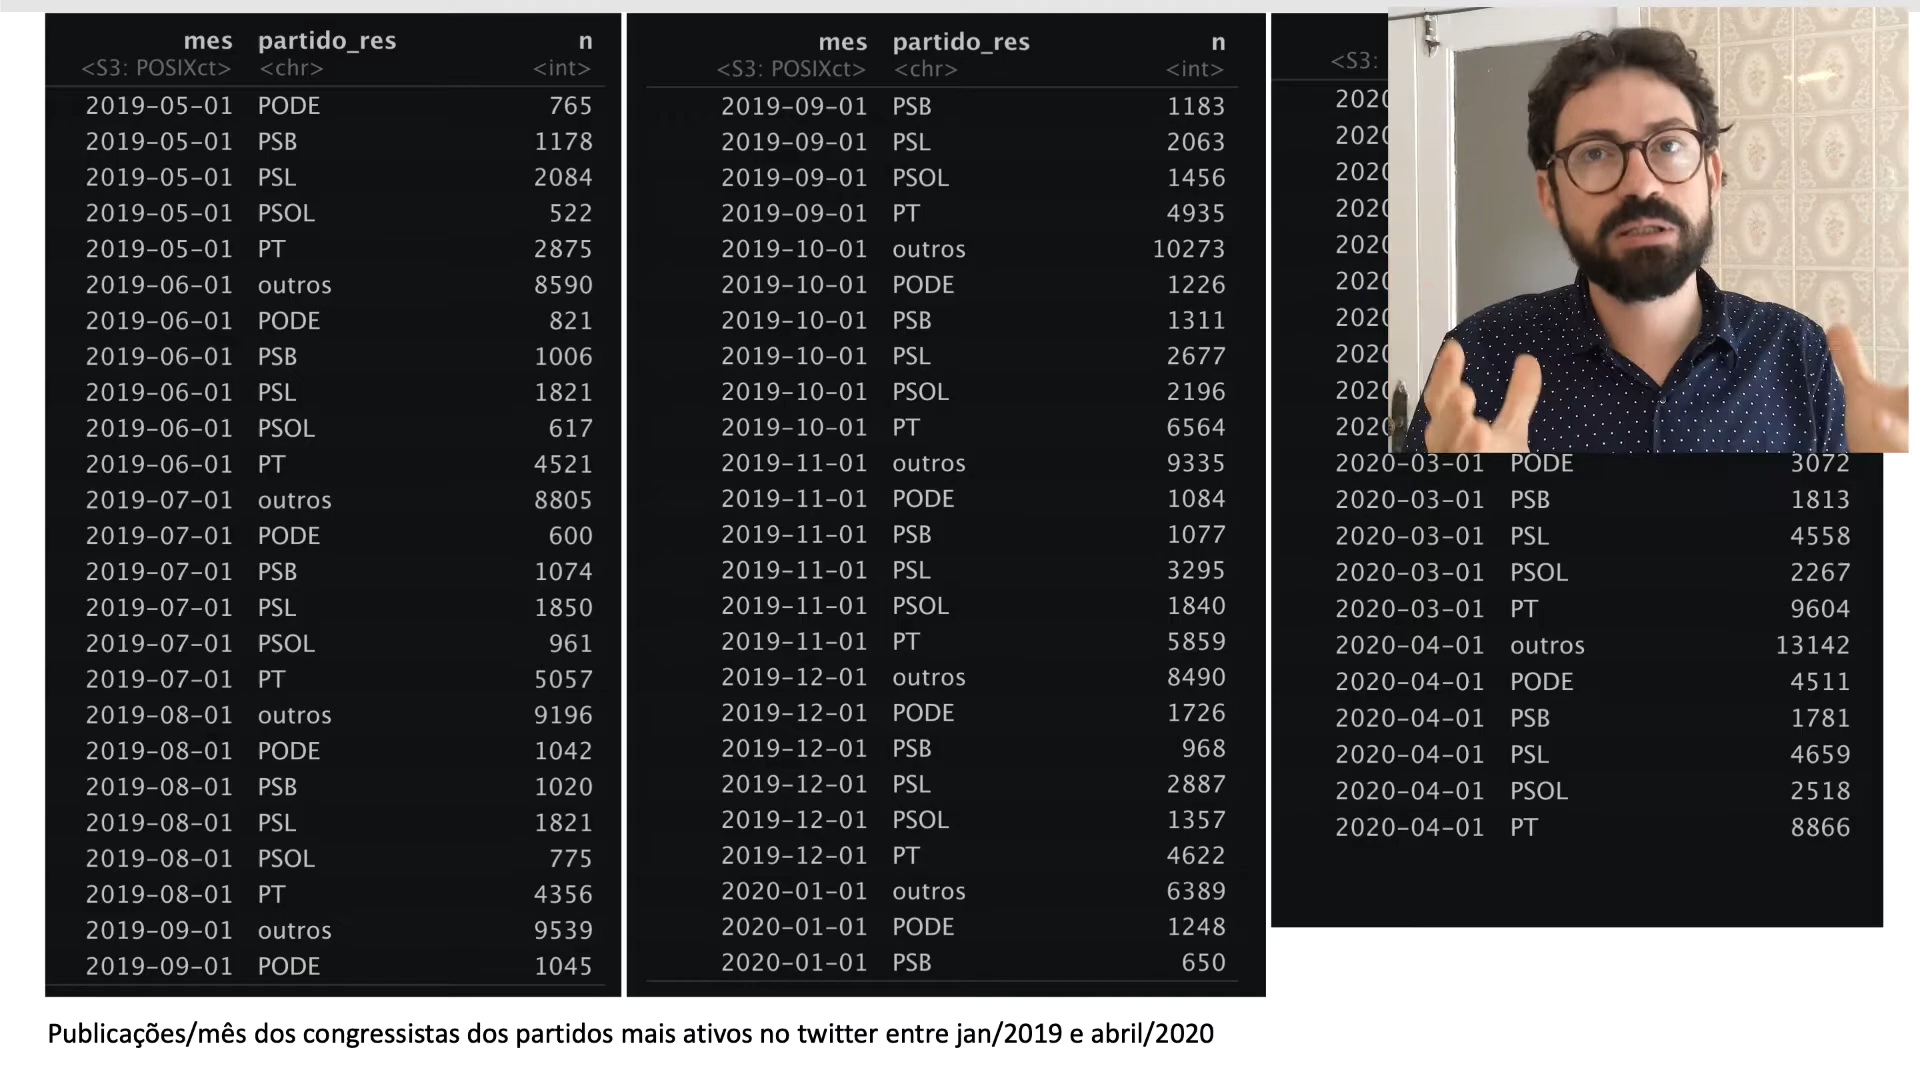 mes partido_res n
<S3: POSIXct> <chr> <int>
2019-05-01 PODE 765
2019-05-01 PSB 1178
2019-05-01 PSL 2084
2019-05-01 PSOL 522
2019-05-01 PT 2875
2019-06-01 outros 8590
2019-06-01 PODE 821
2019-06-01 PSB 1006
2019-06-01 PSL 1821
2019-06-01 PSOL 617
2019-06-01 PT 4521
2019-07-01 outros 8805
2019-07-01 PODE 600
2019-07-01 PSB 1074
2019-07-01 PSL 1850
2019-07-01 PSOL 961
2019-07-01 PT 5057
2019-08-01 outros 9196
2019-08-01 PODE 1042
2019-08-01 PSB 1020
2019-08-01 PSL 1821
2019-08-01 PSOL 775
2019-08-01 PT 4356
2019-09-01 outros 9539
2019-09-01 PODE 1045
mes partido_res n
<S3: POSIXct> <chr> <int>
2019-09-01 PSB 1183
2019-09-01 PSL 2063
2019-09-01 PSOL 1456
2019-09-01 PT 4935
2019-10-01 outros 10273
2019-10-01 PODE 1226
2019-10-01 PSB 1311
2019-10-01 PSL 2677
2019-10-01 PSOL 2196
2019-10-01 PT 6564
2019-11-01 outros 9335
2019-11-01 PODE 1084
2019-11-01 PSB 1077
2019-11-01 PSL 3295
2019-11-01 PSOL 1840
2019-11-01 PT 5859
2019-12-01 outros 8490
2019-12-01 PODE 1726
2019-12-01 PSB 968
2019-12-01 PSL 2887
2019-12-01 PSOL 1357
2019-12-01 PT 4622
2020-01-01 outros 6389
2020-01-01 PODE 1248
2020-01-01 PSB 650
<S3:
2020
2020
2020
2020
2020
2020
2020
2020
2020
2020
2020-03-01 PODE 3072
2020-03-01 PSB 1813
2020-03-01 PSL 4558
2020-03-01 PSOL 2267
2020-03-01 PT 9604
2020-04-01 outros 13142
2020-04-01 PODE 4511
2020-04-01 PSB 1781
2020-04-01 PSL 4659
2020-04-01 PSOL 2518
2020-04-01 PT 8866
Publicações/mês dos congressistas dos partidos mais ativos no twitter entre jan/2019 e abril/2020